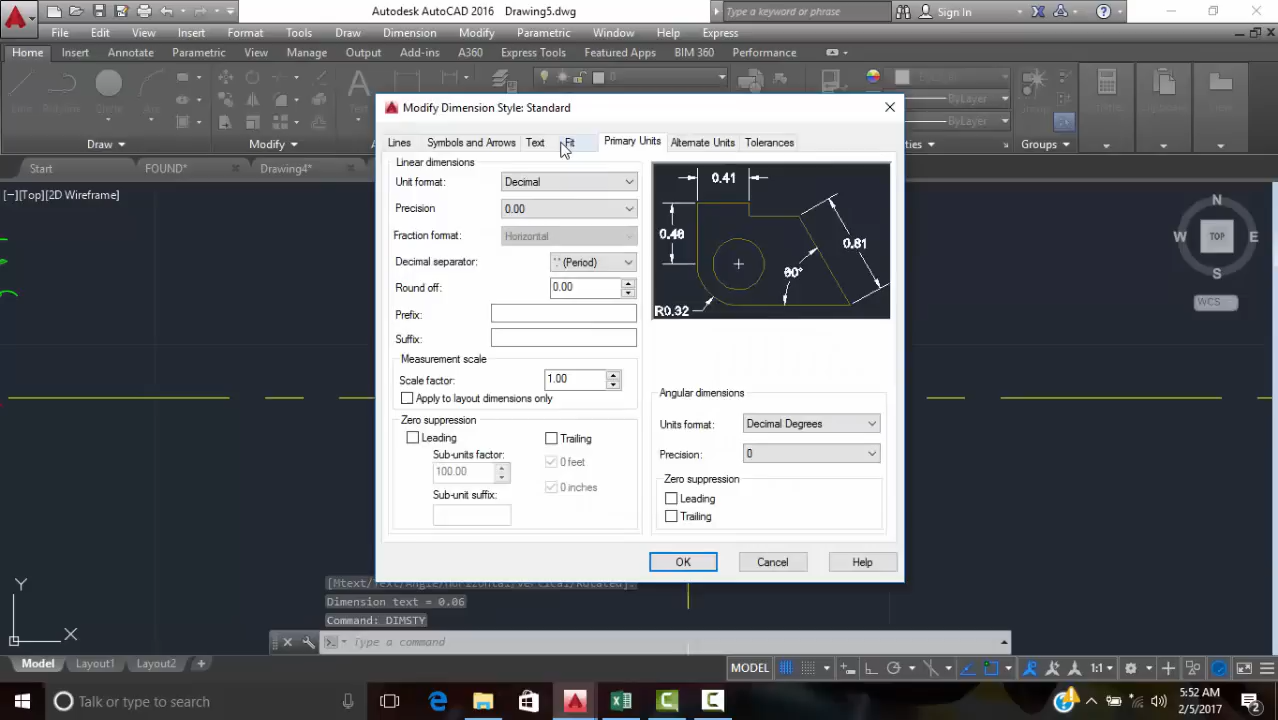 Autodesk AutoCAD 2016 Drawing5.dwg
Type a keyword or phrase
Sign In
File Edit View Insert Format Tools Draw Dimension Modify Parametric Window Help Express
Home Insert Annotate Parametric View Manage Output Add-ins A360 Express Tools Featured Apps BIM 360 Performance
ByLayer
ByLayer
Draw
Modify
Groups
Start
FOUND*
Drawing4*
[−][Top][2D Wireframe]
Modify Dimension Style: Standard
Lines Symbols and Arrows Text Fit Primary Units Alternate Units Tolerances
Linear dimensions
Unit format: Decimal
Precision 0.00
Fraction format: Horizontal
Decimal separator: '.' (Period)
Round off: 0.00
Prefix:
Suffix:
Measurement scale
Scale factor: 1.00
Apply to layout dimensions only
Zero suppression
Leading
Trailing
Sub-units factor:
100.00
0 feet
0 inches
Sub-unit suffix:
0.41
0.48
0.81
R0.32
Angular dimensions
Units format: Decimal Degrees
Precision: 0
Zero suppression
Leading
Trailing
OK
Cancel
Help
N
W TOP E
S
WCS
Y
X
[Mtext/Text/Angle/Horizontal/Vertical/Rotated]:
Dimension text = 0.06
Command: DIMSTY
Type a command
Model Layout1 Layout2 +
MODEL
1:1
Talk or type to search
5:52 AM
2/5/2017